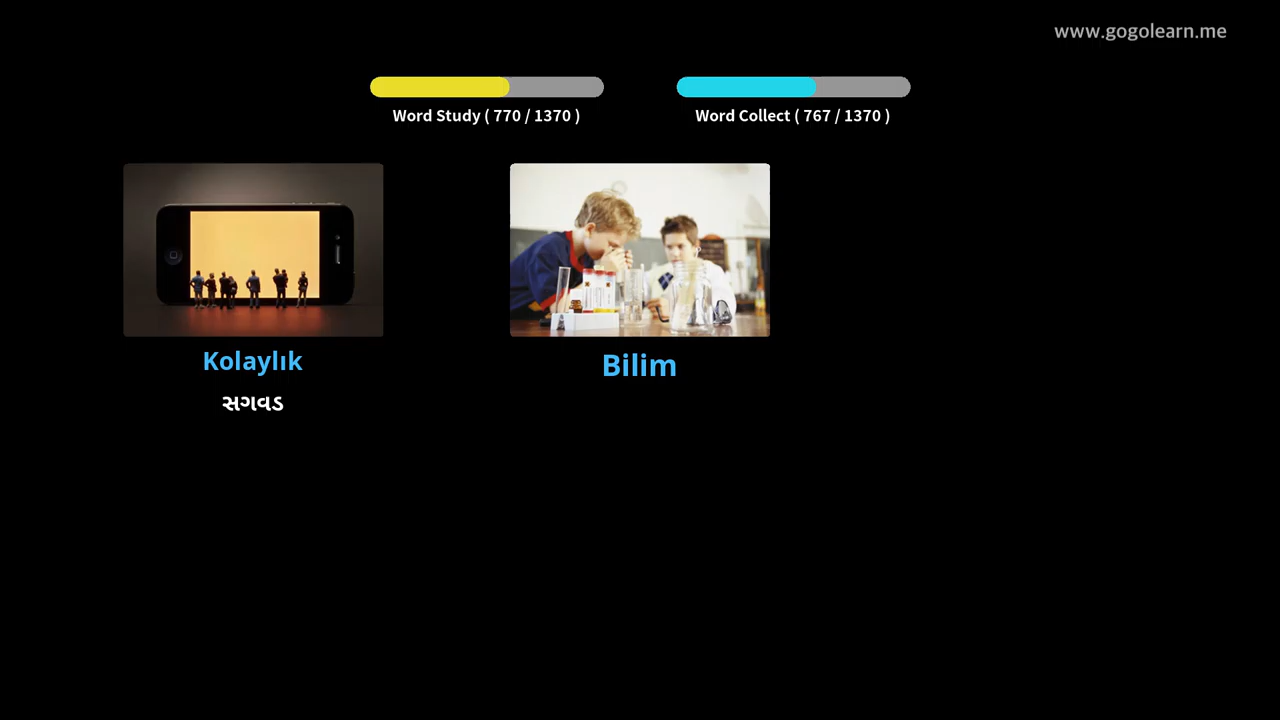 www.gogolearn.me
Word Study ( 770 / 1370 )
Word Collect ( 767 / 1370 )
Kolaylık
Bilim
સગવડ